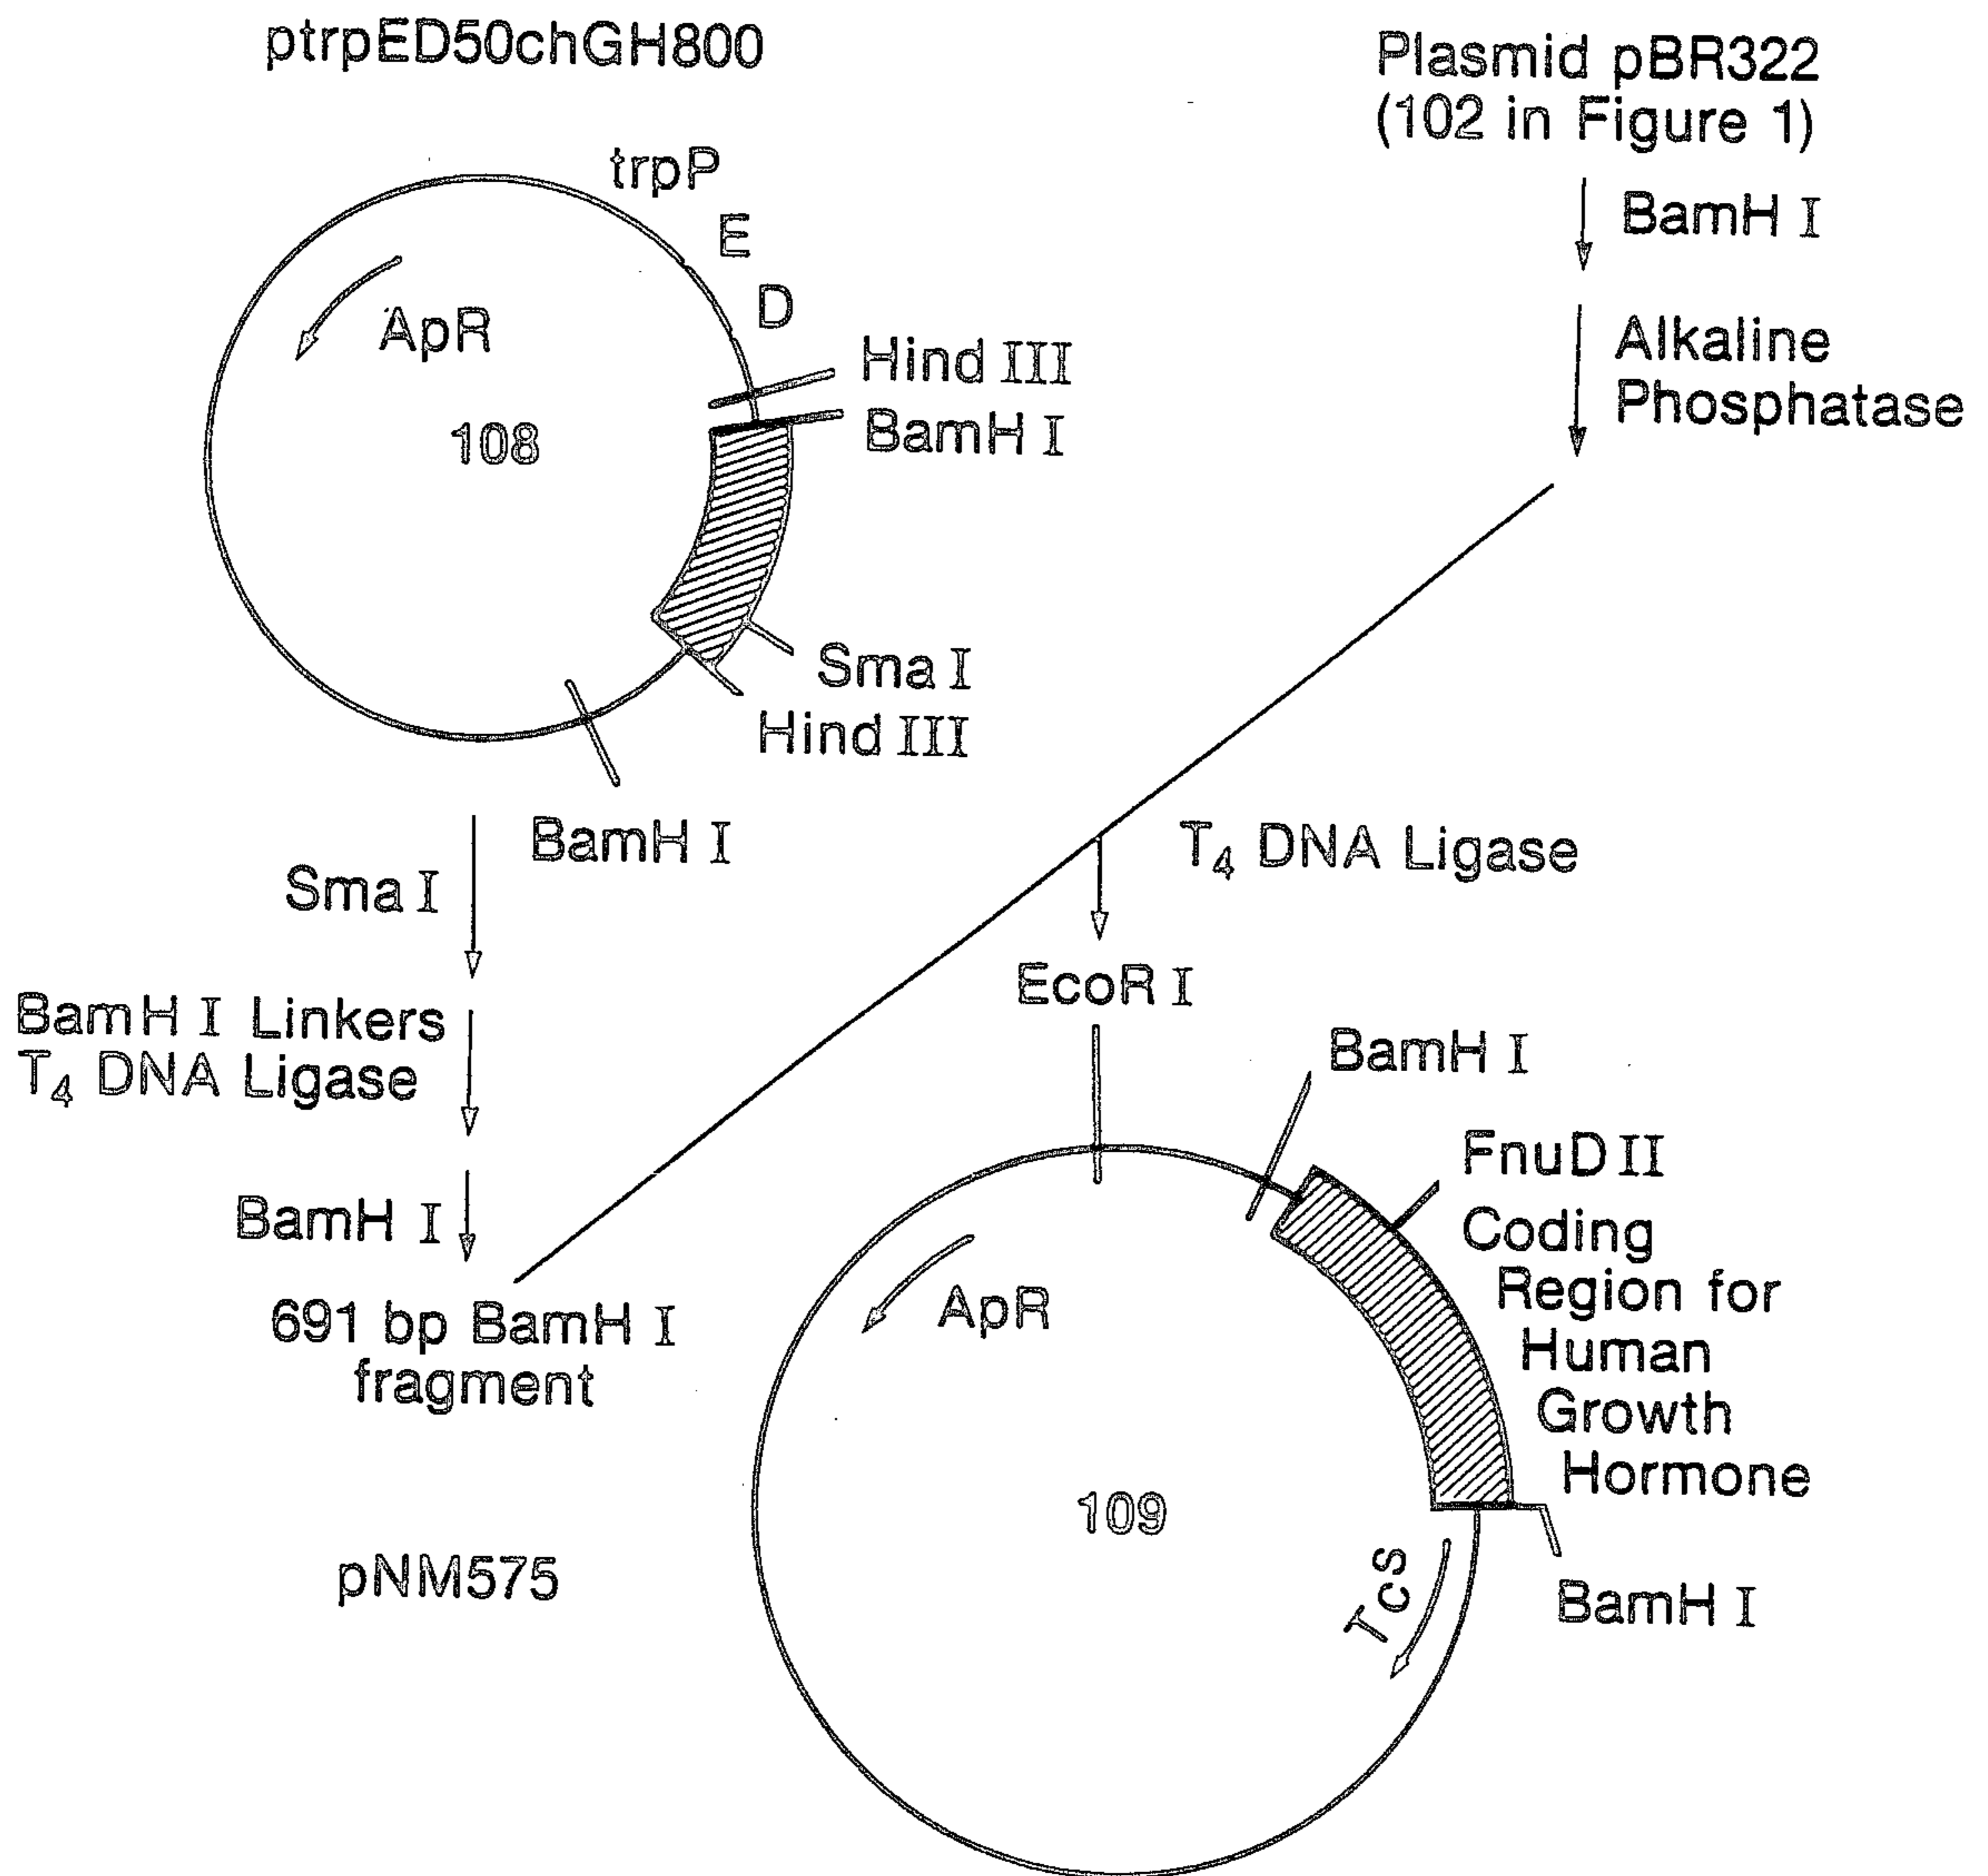 ptrpED50chGH800
Plasmid pBR322
(102 in Figure 1)
trpP
E
D
ApR
108
Hind III
BamH I
Sma I
Hind III
BamH I
BamH I
Alkaline
Phosphatase
Sma I
BamH I Linkers
T4 DNA Ligase
BamH I
691 bp BamH I
fragment
T4 DNA Ligase
EcoR I
BamH I
FnuD II
Coding
Region for
Human
Growth
Hormone
ApR
109
TcS
BamH I
pNM575